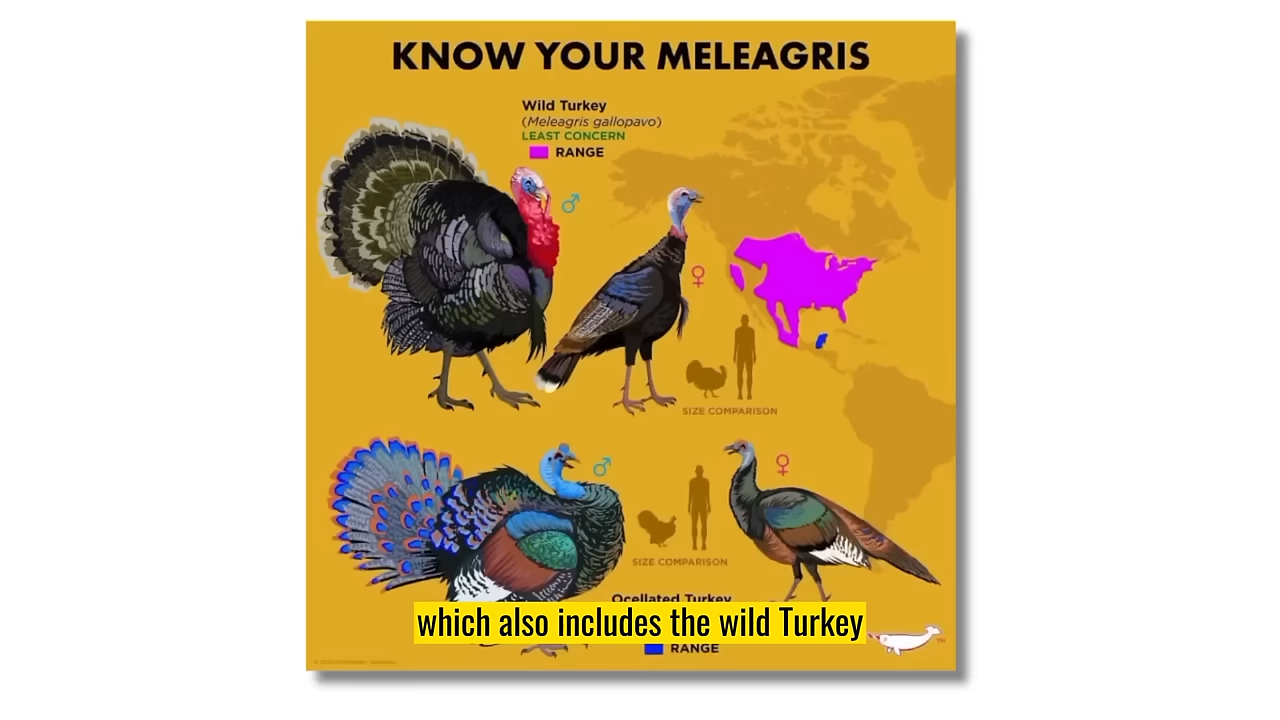 KNOW YOUR MELEAGRIS
Wild Turkey
(Meleagris gallopavo)
LEAST CONCERN
RANGE
♂
♀
SIZE COMPARISON
♂
♀
SIZE COMPARISON
Ocellated Turkey
which also includes the wild Turkey
RANGE
TM